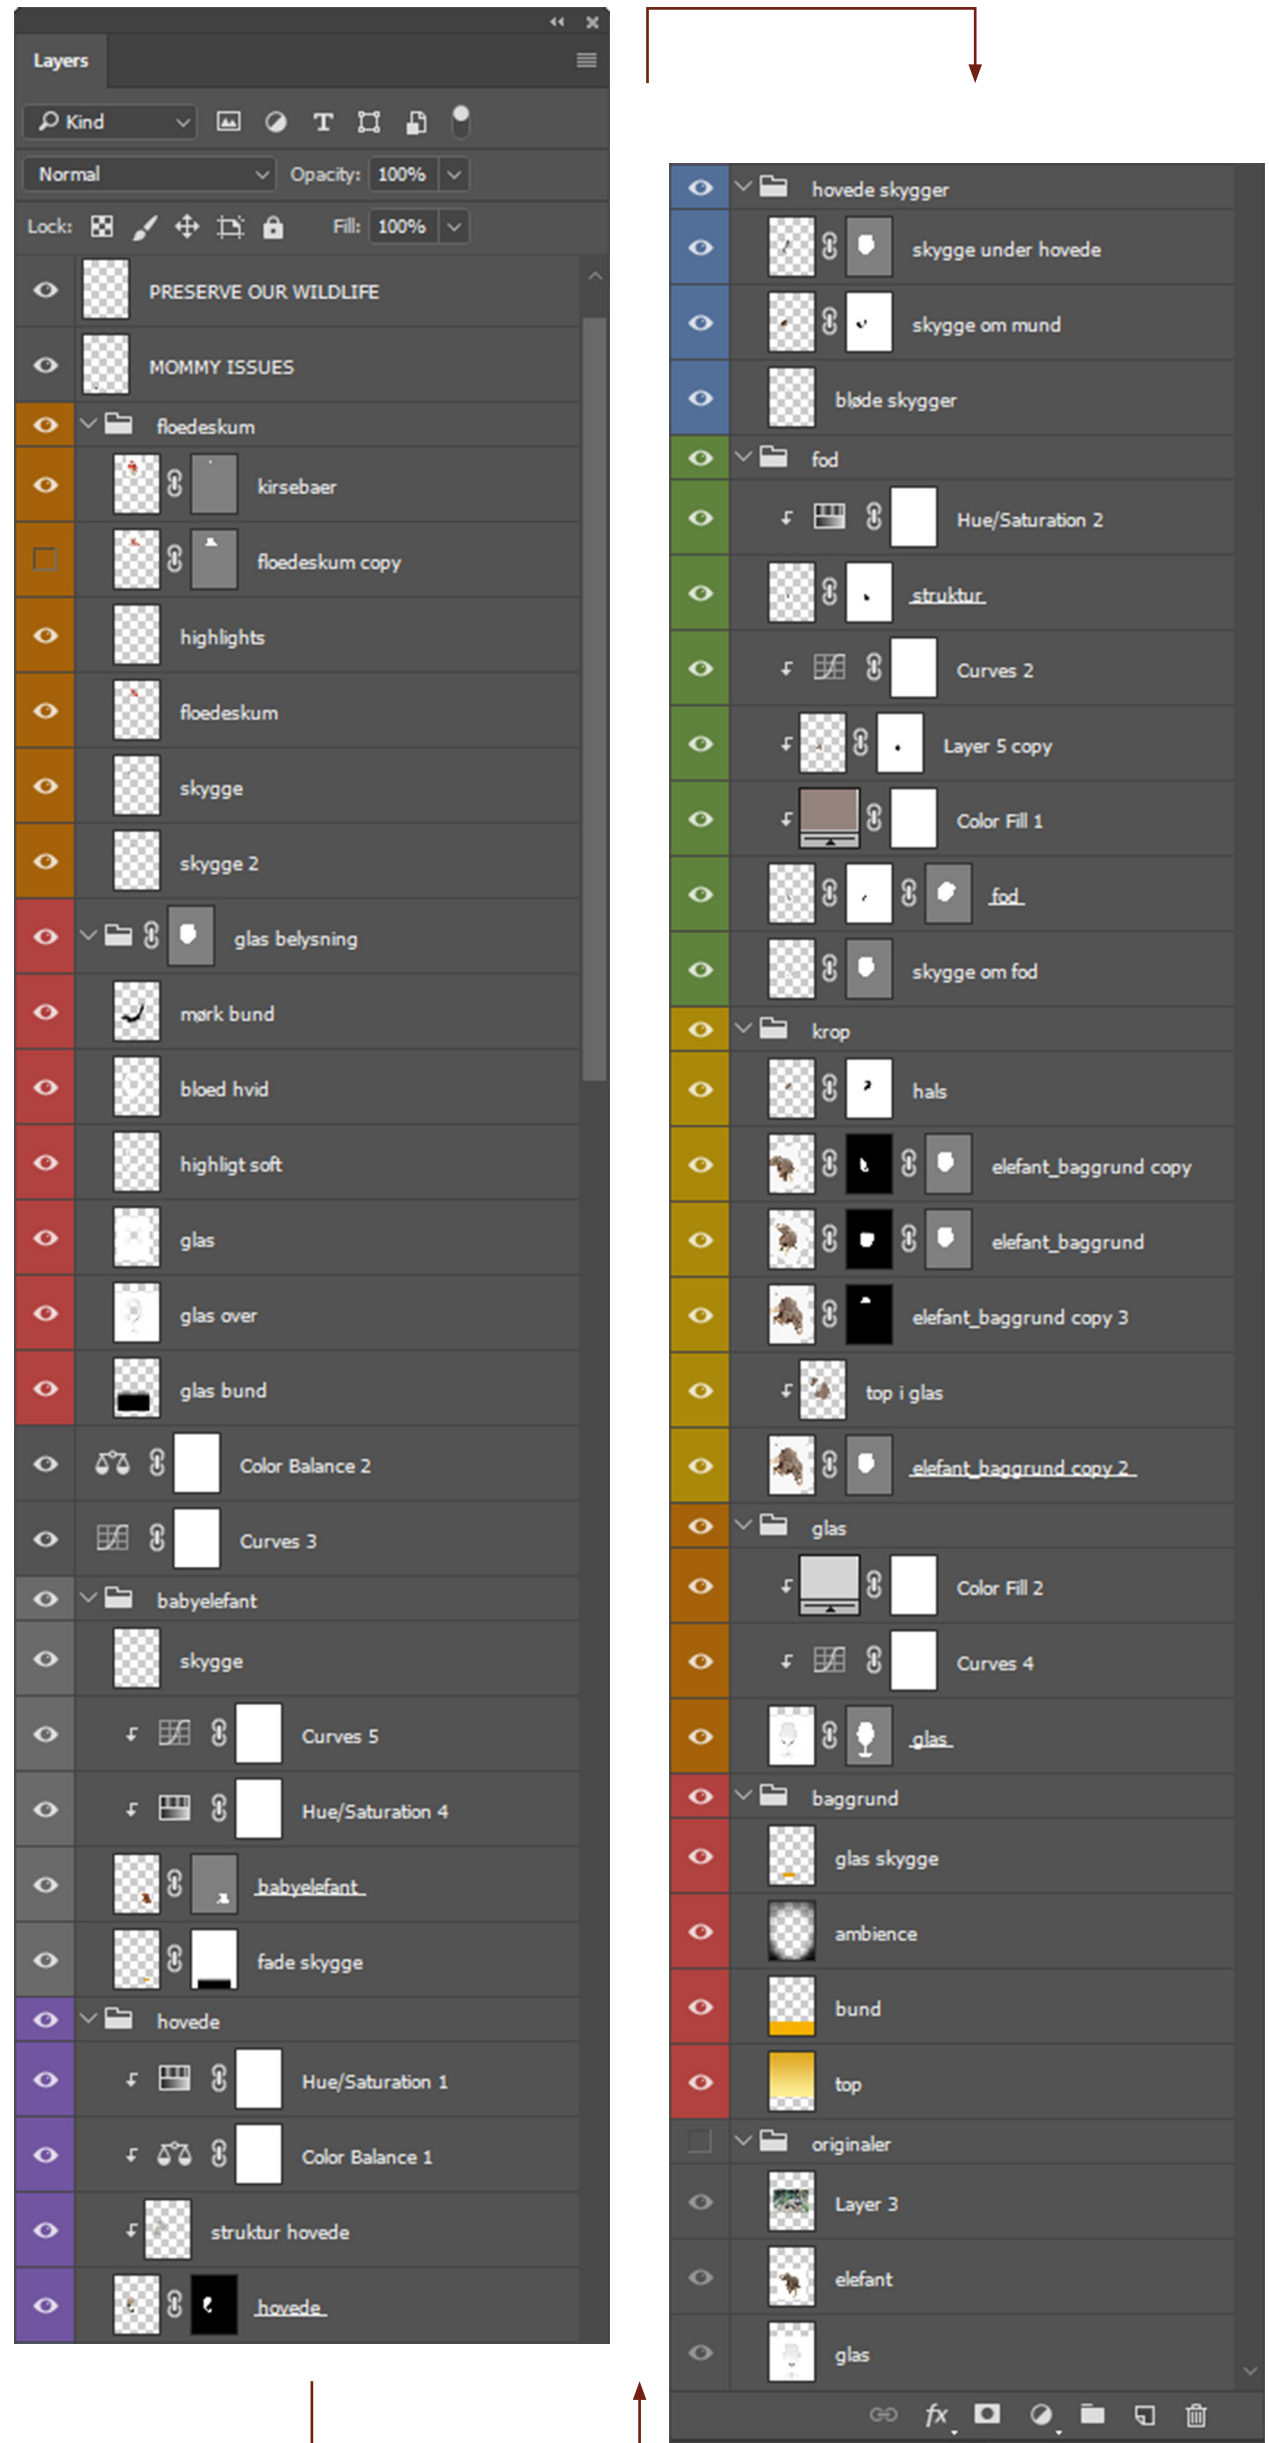 Layers
Kind
Normal Opacity: 100%
Lock: Fill: 100%
PRESERVE OUR WILDLIFE
MOMMY ISSUES
floedeskum
kirsebaer
floedeskum copy
highlights
floedeskum
skygge
skygge 2
glas belysning
mørk bund
bloed hvid
highligt soft
glas
glas over
glas bund
Color Balance 2
Curves 3
babyelefant
skygge
Curves 5
Hue/Saturation 4
babyelefant
fade skygge
hovede
Hue/Saturation 1
Color Balance 1
struktur hovede
hovede
hovede skygger
skygge under hovede
skygge om mund
bløde skygger
fod
Hue/Saturation 2
struktur
Curves 2
Layer 5 copy
Color Fill 1
fod
skygge om fod
krop
hals
elefant_baggrund copy
elefant_baggrund
elefant_baggrund copy 3
top i glas
elefant_baggrund copy 2
glas
Color Fill 2
Curves 4
glas
baggrund
glas skygge
ambience
bund
top
originaler
Layer 3
elefant
glas
fx